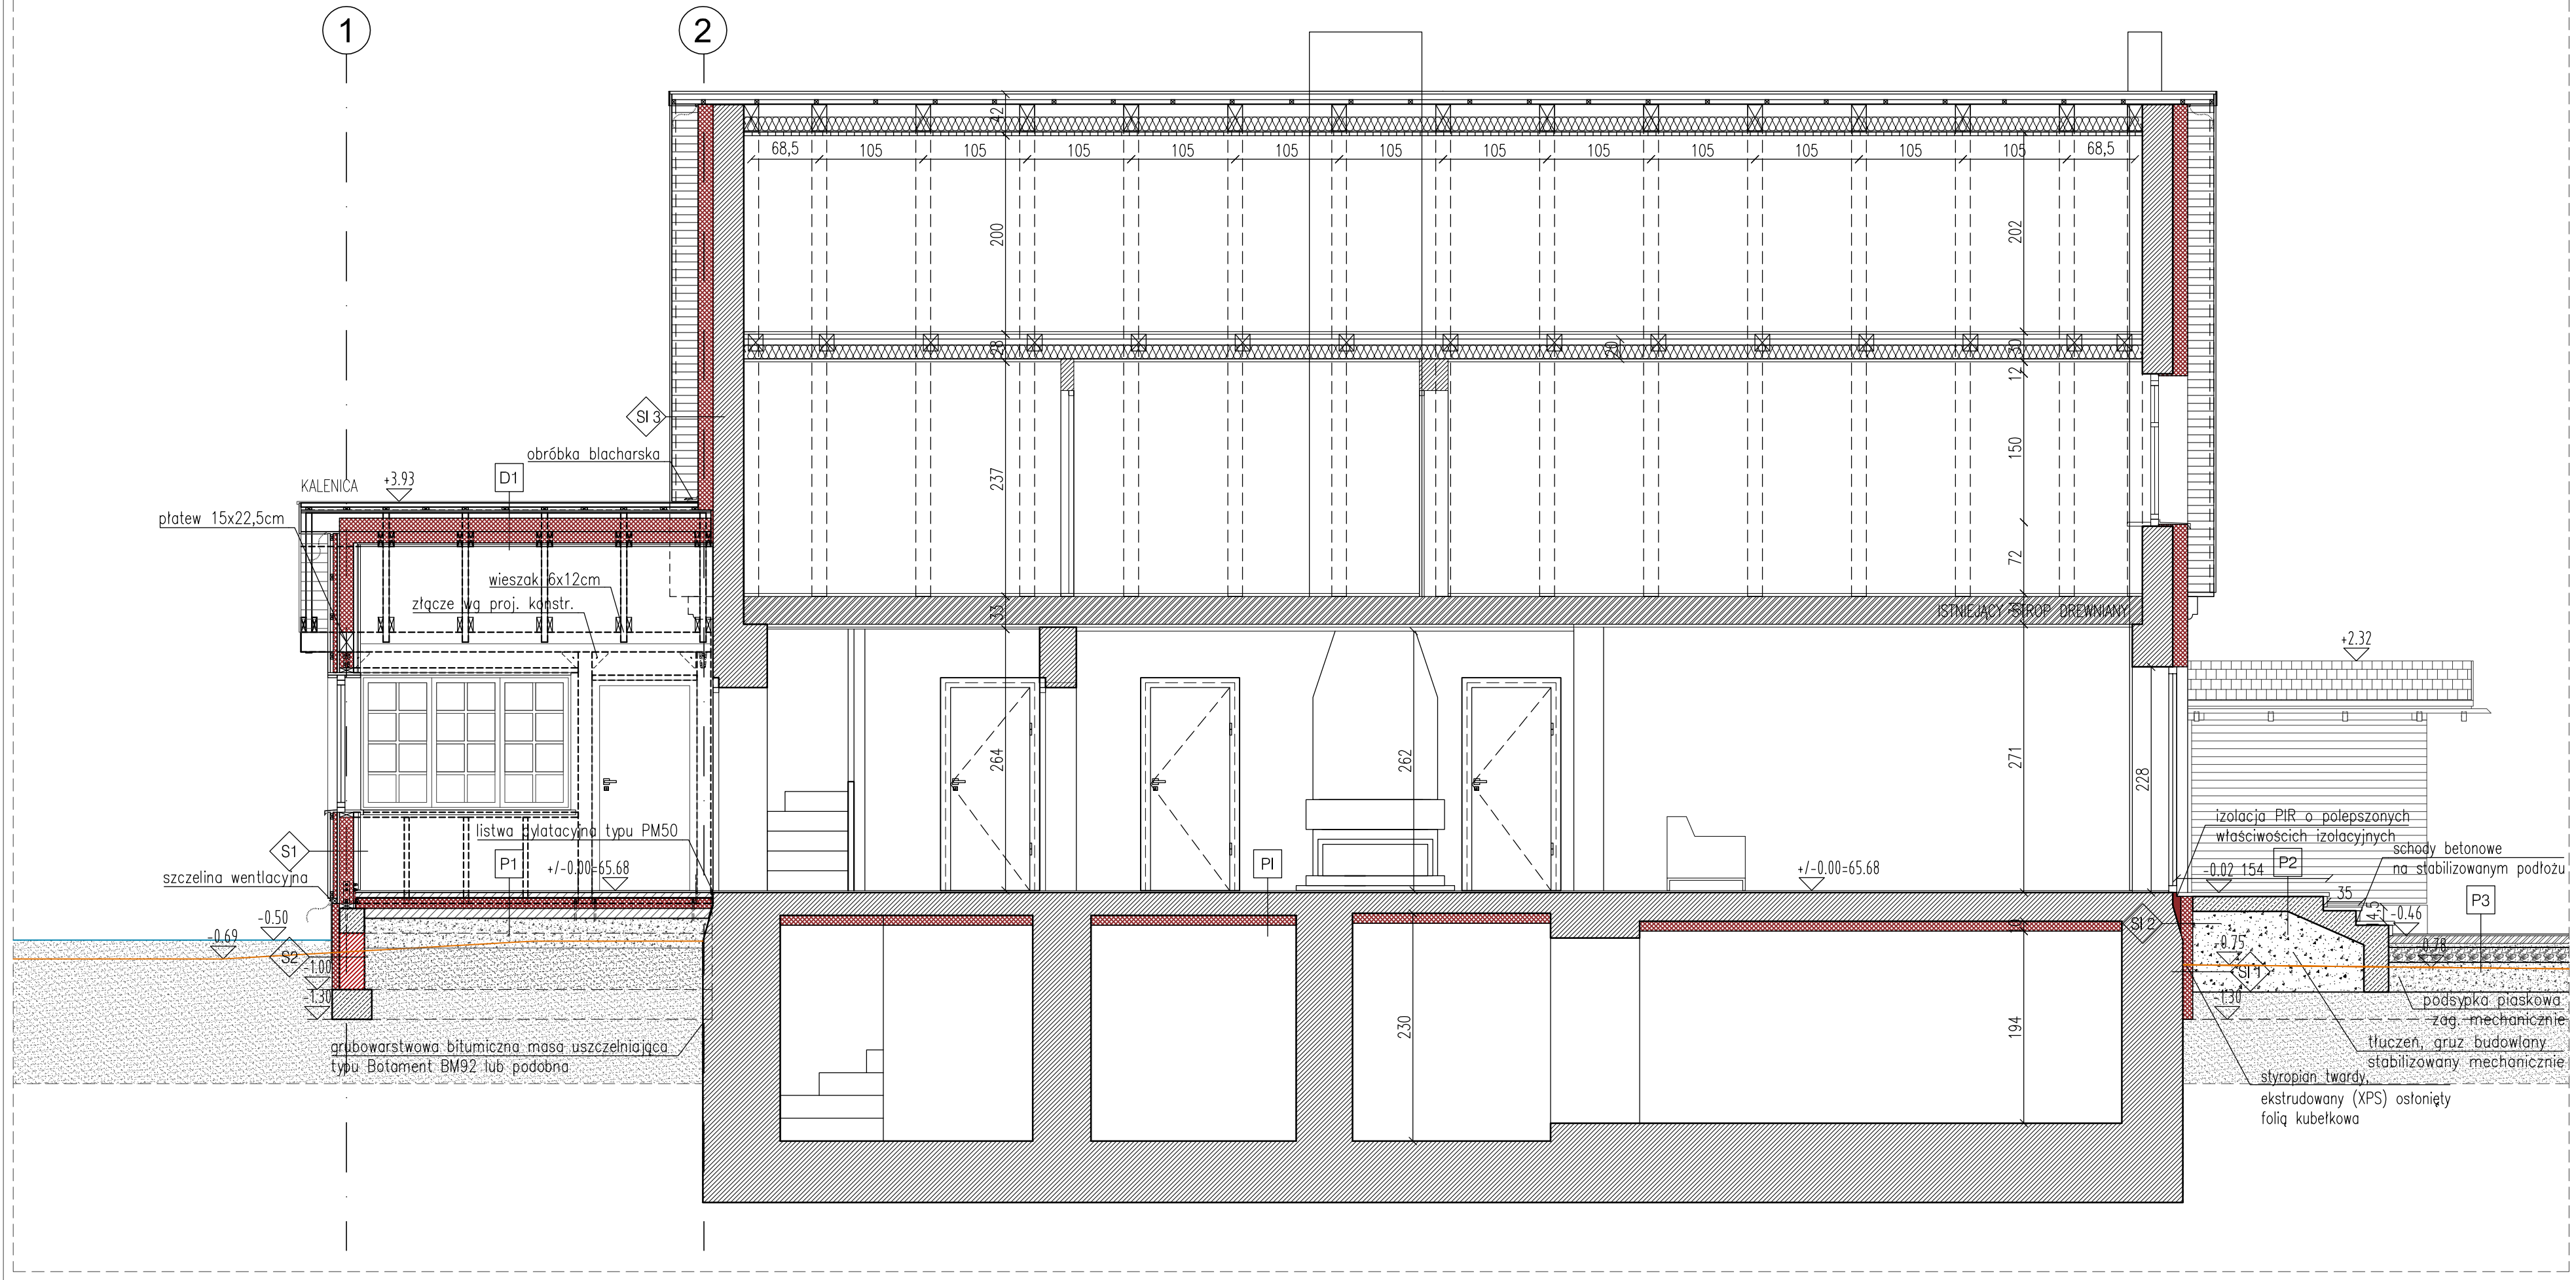 1
2
42
68,5
105
105
105
105
105
105
105
105
105
105
105
105
68,5
200
202
28
20
30
12
SI 3
237
150
obróbka blacharska
D1
KALENICA
+3.93
płatew 15x22,5cm
72
wieszak 6x12cm
złącze wg proj. konstr.
33
ISTNIEJĄCY STROP DREWNIANY
+2.32
264
262
271
228
listwa dylatacyjna typu PM50
izolacja PIR o polepszonych
właściwościch izolacyjnych
S1
P1
PI
P2
schody betonowe
na stabilizowanym podłożu
szczelina wentlacyjna
+/-0.00=65.68
+/-0.00=65.68
-0.02
154
35
P3
-0.50
-0.69
SI 2
-0.46
S2
-0.75
-0.78
SI 1
-1.00
-1.30
-1.30
230
194
podsypka piaskowa
zag. mechanicznie
grubowarstwowa bitumiczna masa uszczelniająca
typu Botament BM92 lub podobna
tłuczeń, gruz budowlany
stabilizowany mechanicznie
styropian twardy,
ekstrudowany (XPS) osłonięty
folią kubełkowa